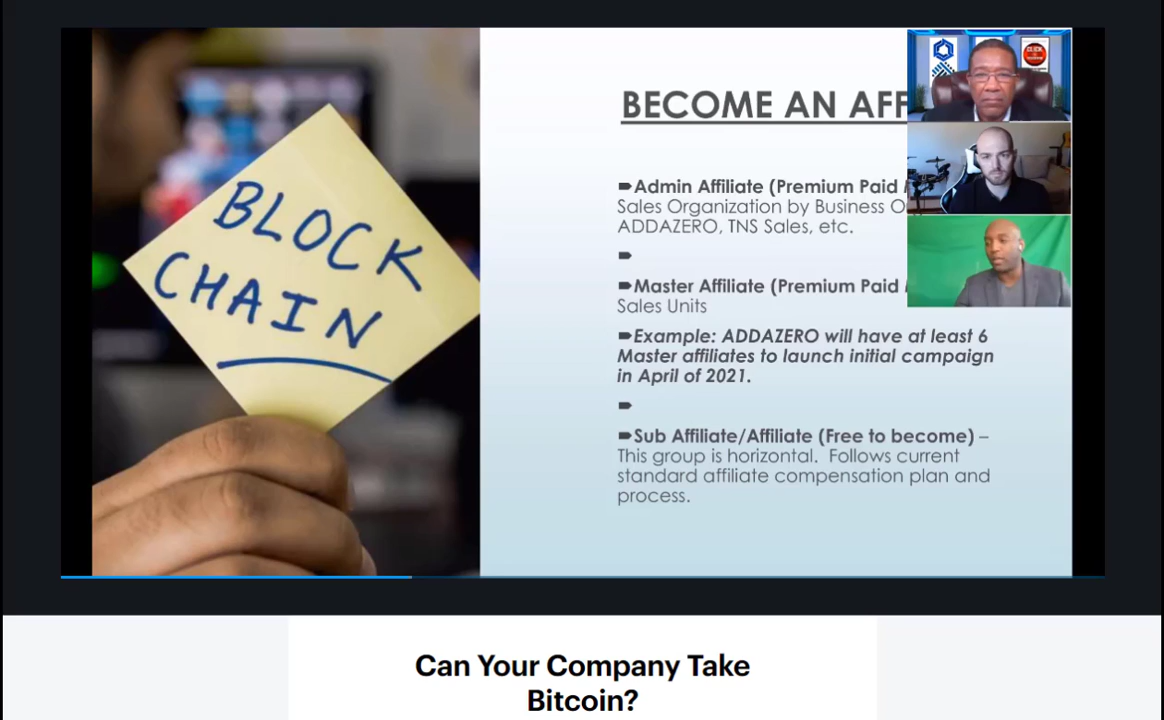 BLOCK
CHAIN
BECOME AN AFF
Admin Affiliate (Premium Paid
Sales Organization by Business O
ADDAZERO, TNS Sales, etc.
Master Affiliate (Premium Paid
Sales Units
Example: ADDAZERO will have at least 6
Master affiliates to launch initial campaign
in April of 2021.
Sub Affiliate/Affiliate (Free to become) –
This group is horizontal. Follows current
standard affiliate compensation plan and
process.
CLICK
Can Your Company Take
Bitcoin?